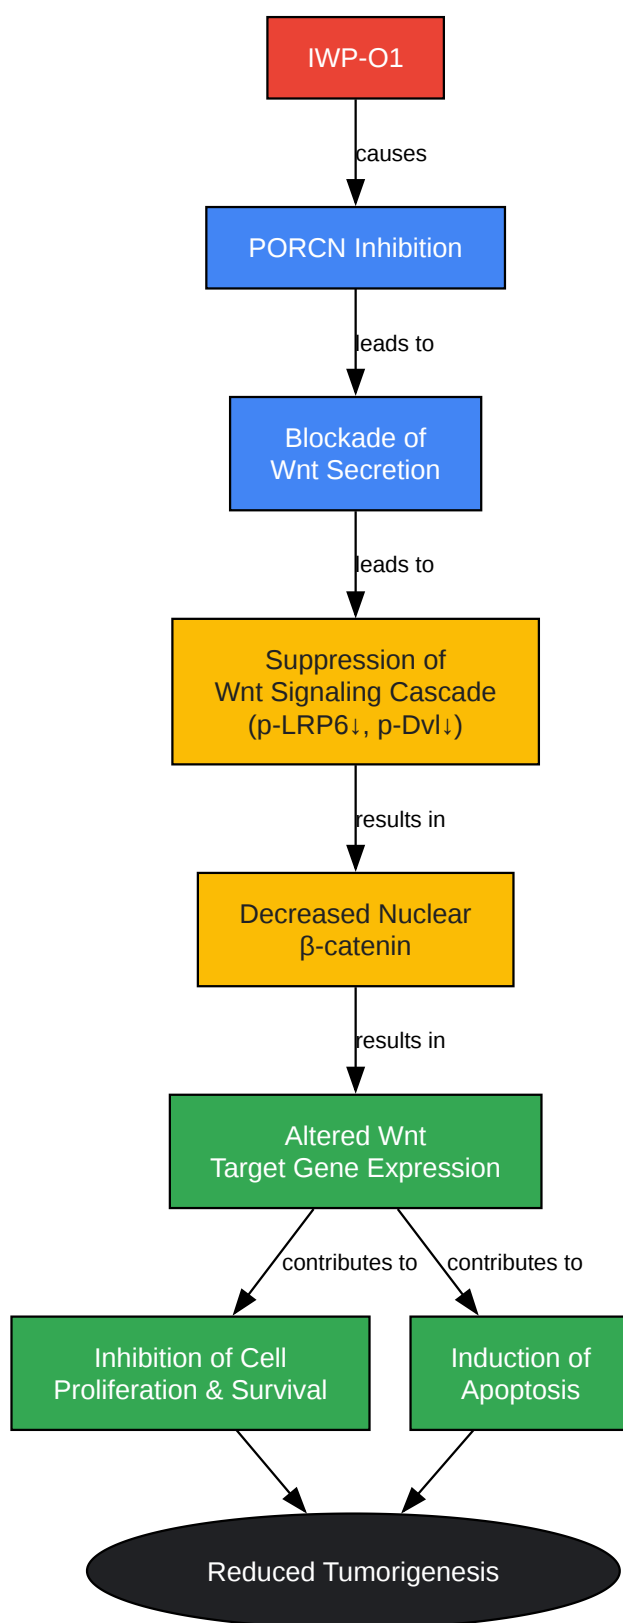 IWP-O1
causes
PORCN Inhibition
leads to
Blockade of
Wnt Secretion
leads to
Suppression of
Wnt Signaling Cascade
(p-LRP6↓, p-Dvl↓)
results in
Decreased Nuclear
β-catenin
results in
Altered Wnt
Target Gene Expression
contributes to
contributes to
Inhibition of Cell
Proliferation & Survival
Induction of
Apoptosis
Reduced Tumorigenesis